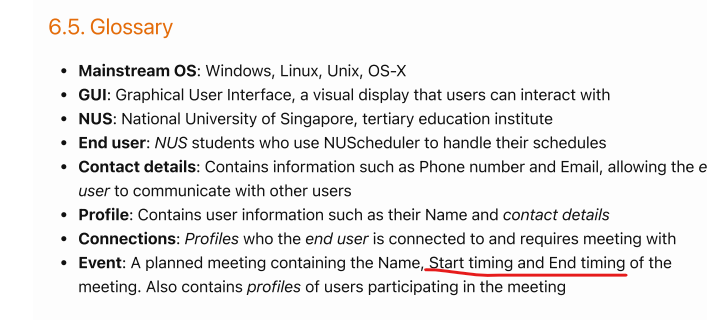 6.5. Glossary
• Mainstream OS: Windows, Linux, Unix, OS-X
• GUI: Graphical User Interface, a visual display that users can interact with
• NUS: National University of Singapore, tertiary education institute
• End user: NUS students who use NUScheduler to handle their schedules
• Contact details: Contains information such as Phone number and Email, allowing the e
user to communicate with other users
• Profile: Contains user information such as their Name and contact details
• Connections: Profiles who the end user is connected to and requires meeting with
• Event: A planned meeting containing the Name, Start timing and End timing of the
meeting. Also contains profiles of users participating in the meeting